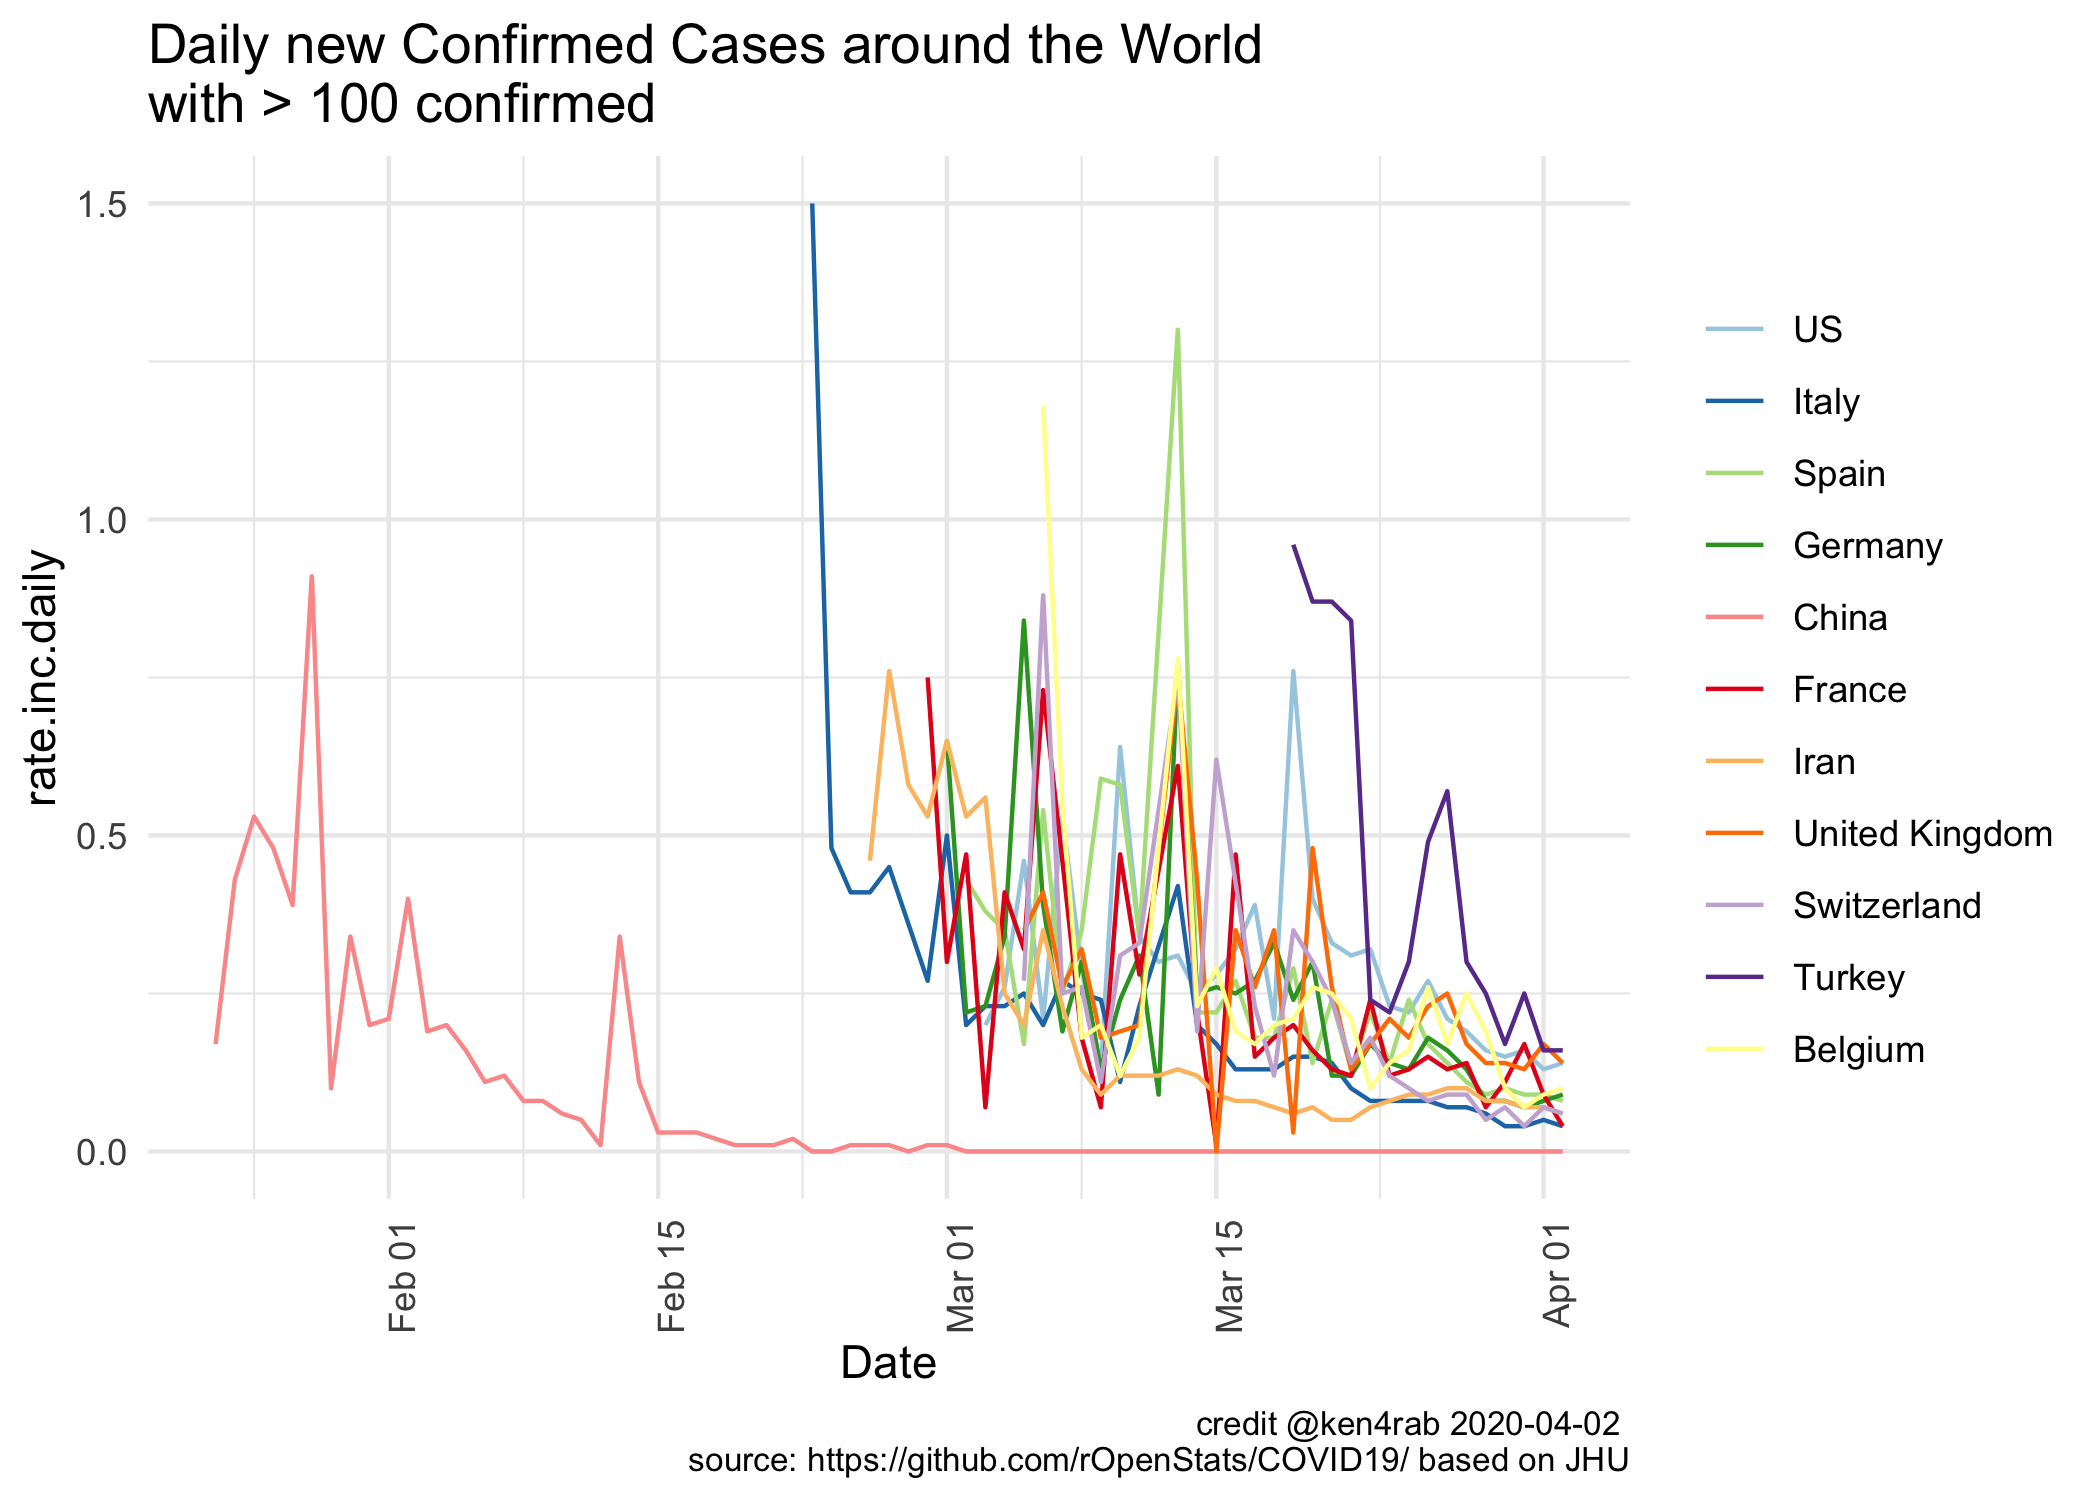 Daily new Confirmed Cases around the World
with > 100 confirmed
rate.inc.daily
1.5
1.0
0.5
0.0
Feb 01
Feb 15
Mar 01
Mar 15
Apr 01
Date
US
Italy
Spain
Germany
China
France
Iran
United Kingdom
Switzerland
Turkey
Belgium
credit @ken4rab 2020-04-02
source: https://github.com/rOpenStats/COVID19/ based on JHU